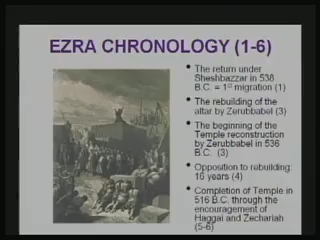 EZRA CHRONOLOGY (1-6)
• The return under
Sheshbazzar in 538
B.C. = 1st migration (1)
• The rebuilding of the
altar by Zerubbabel (3)
• The beginning of the
Temple reconstruction
by Zerubbabel in 536
B.C. (3)
• Opposition to rebuilding:
16 years (4)
• Completion of Temple in
516 B.C. through the
encouragement of
Haggai and Zechariah
(5-6)